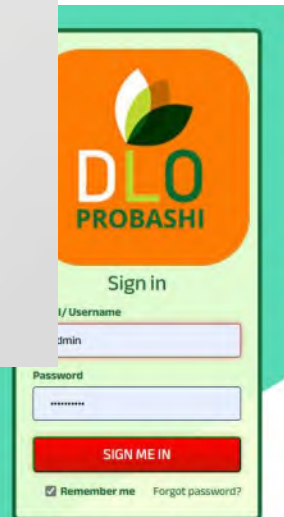 DLO
PROBASHI
Sign in
l/ Username
dmin
Password
••••••••••
SIGN ME IN
Remember me Forgot password?